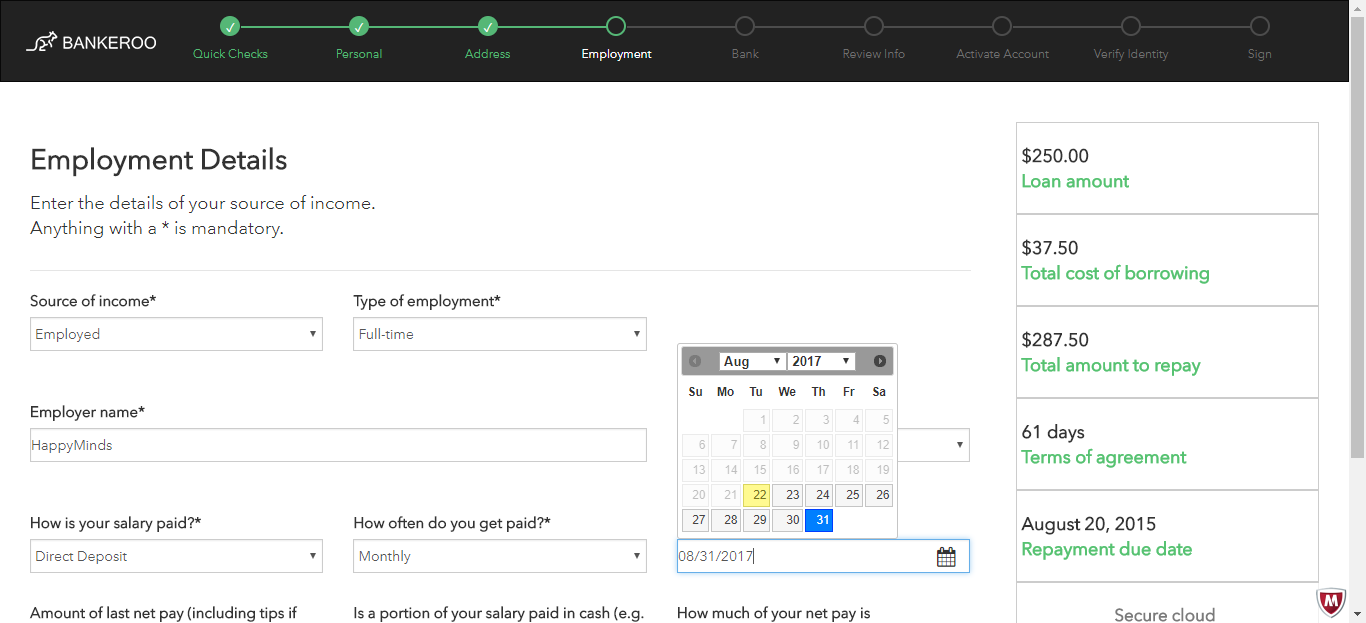 BANKEROO
Quick Checks
Personal
Address
Employment
Bank
Review Info
Activate Account
Verify Identity
Sign
Employment Details
Enter the details of your source of income.
Anything with a * is mandatory.
Source of income*
Type of employment*
Employed
Full-time
Employer name*
HappyMinds
How is your salary paid?*
How often do you get paid?*
Direct Deposit
Monthly
Aug 2017
Su Mo Tu We Th Fr Sa
1 2 3 4 5
6 7 8 9 10 11 12
13 14 15 16 17 18 19
20 21 22 23 24 25 26
27 28 29 30 31
08/31/2017
Amount of last net pay (including tips if
Is a portion of your salary paid in cash (e.g.
How much of your net pay is
$250.00
Loan amount
$37.50
Total cost of borrowing
$287.50
Total amount to repay
61 days
Terms of agreement
August 20, 2015
Repayment due date
Secure cloud
M